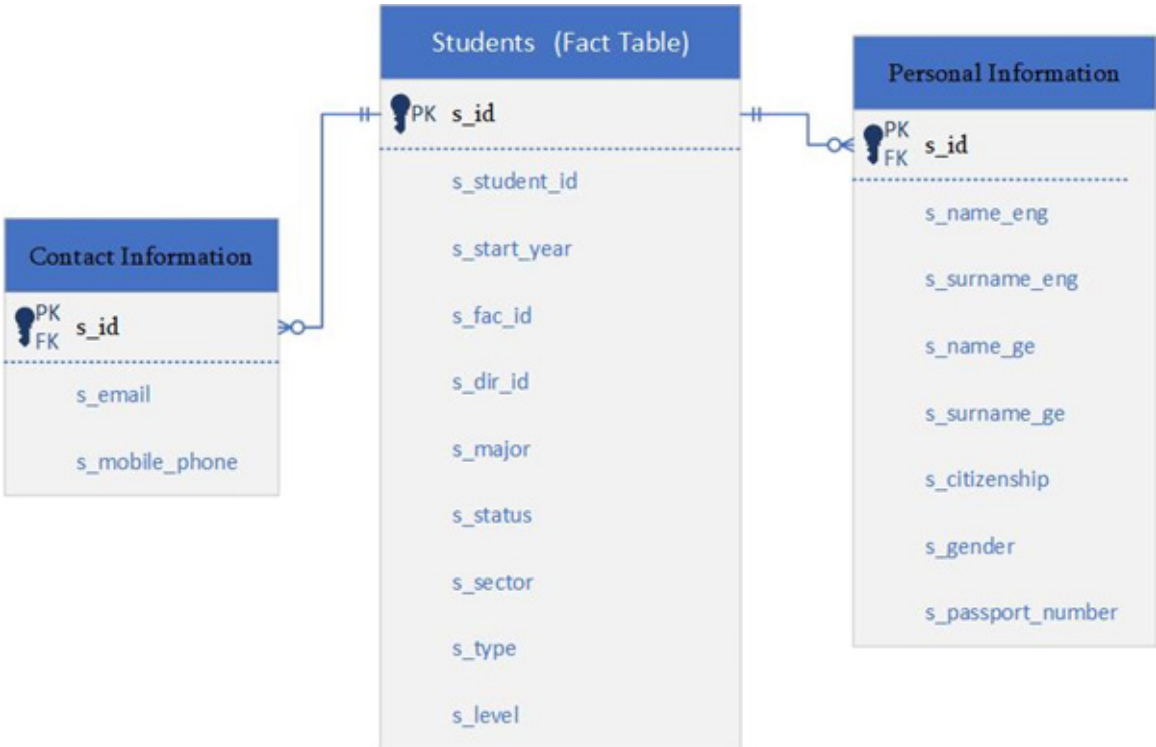 Students (Fact Table)
PK s_id
s_student_id
s_start_year
s_fac_id
s_dir_id
s_major
s_status
s_sector
s_type
s_level
Contact Information
PK
FK s_id
s_email
s_mobile_phone
Personal Information
PK
FK s_id
s_name_eng
s_surname_eng
s_name_ge
s_surname_ge
s_citizenship
s_gender
s_passport_number